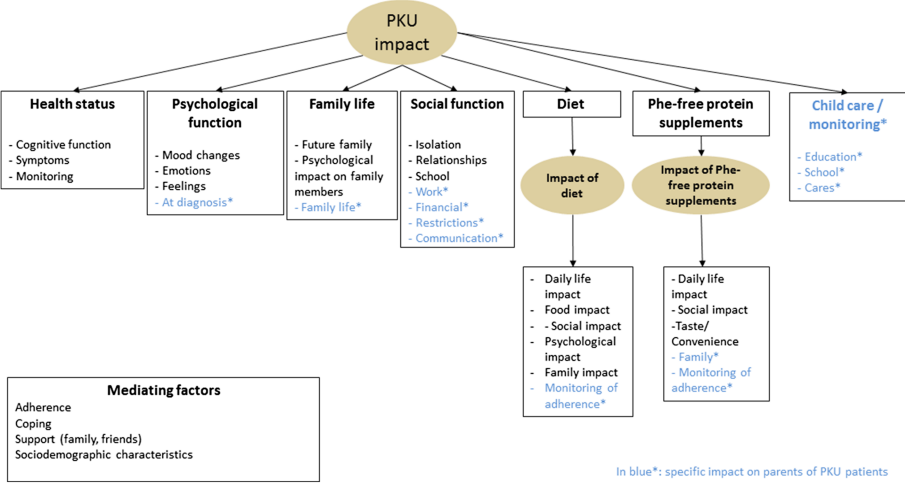 PKU
impact
Health status
- Cognitive function
- Symptoms
- Monitoring
Psychological
function
- Mood changes
- Emotions
- Feelings
- At diagnosis*
Family life
- Future family
- Psychological
impact on family
members
- Family life*
Social function
- Isolation
- Relationships
- School
- Work*
- Financial*
- Restrictions*
- Communication*
Diet
Impact of
diet
- Daily life
impact
- Food impact
- Social impact
- Psychological
impact
- Family impact
- Monitoring of
adherence*
Phe-free protein
supplements
Impact of Phe-
free protein
supplements
- Daily life
impact
- Social impact
-Taste/
Convenience
- Family*
- Monitoring of
adherence*
Child care /
monitoring*
- Education*
- School*
- Cares*
Mediating factors
Adherence
Coping
Support (family, friends)
Sociodemographic characteristics
In blue*: specific impact on parents of PKU patients